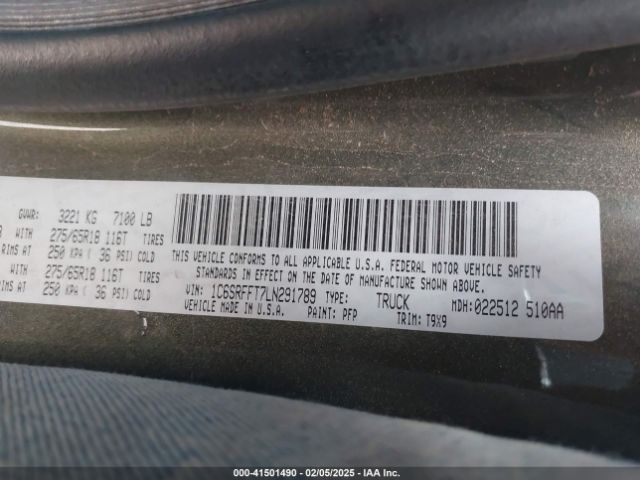 GVWR: 3221 KG 7100 LB
WITH 275/65R18 116T TIRES
RIMS AT 250 KPA ( 36 PSI) COLD
WITH 275/65R18 116T TIRES
RIMS AT 250 KPA ( 36 PSI) COLD
THIS VEHICLE CONFORMS TO ALL APPLICABLE U.S.A. FEDERAL MOTOR VEHICLE SAFETY
STANDARDS IN EFFECT ON THE DATE OF MANUFACTURE SHOWN ABOVE.
VIN: 1C6SRFFT7LN291789 TYPE: TRUCK MDH:022512 510AA
VEHICLE MADE IN U.S.A. PAINT: PFP TRIM: T9X9
000-41501490 - 02/05/2025 - IAA Inc.